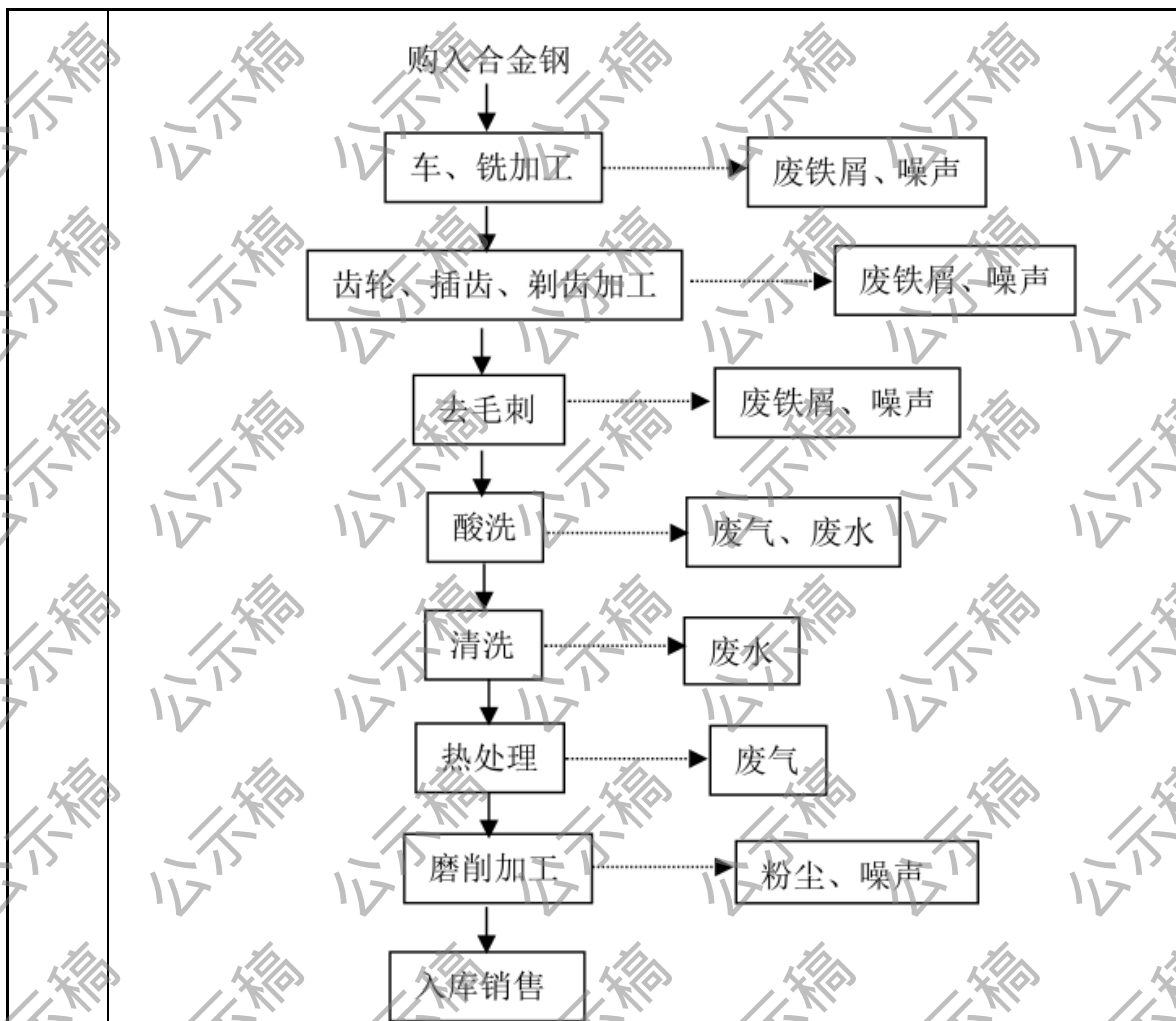 购入合金钢
车、铣加工
废铁屑、噪声
齿轮、插齿、剃齿加工
废铁屑、噪声
去毛刺
废铁屑、噪声
酸洗
废气、废水
清洗
废水
热处理
废气
磨削加工
粉尘、噪声
入库销售
公示稿